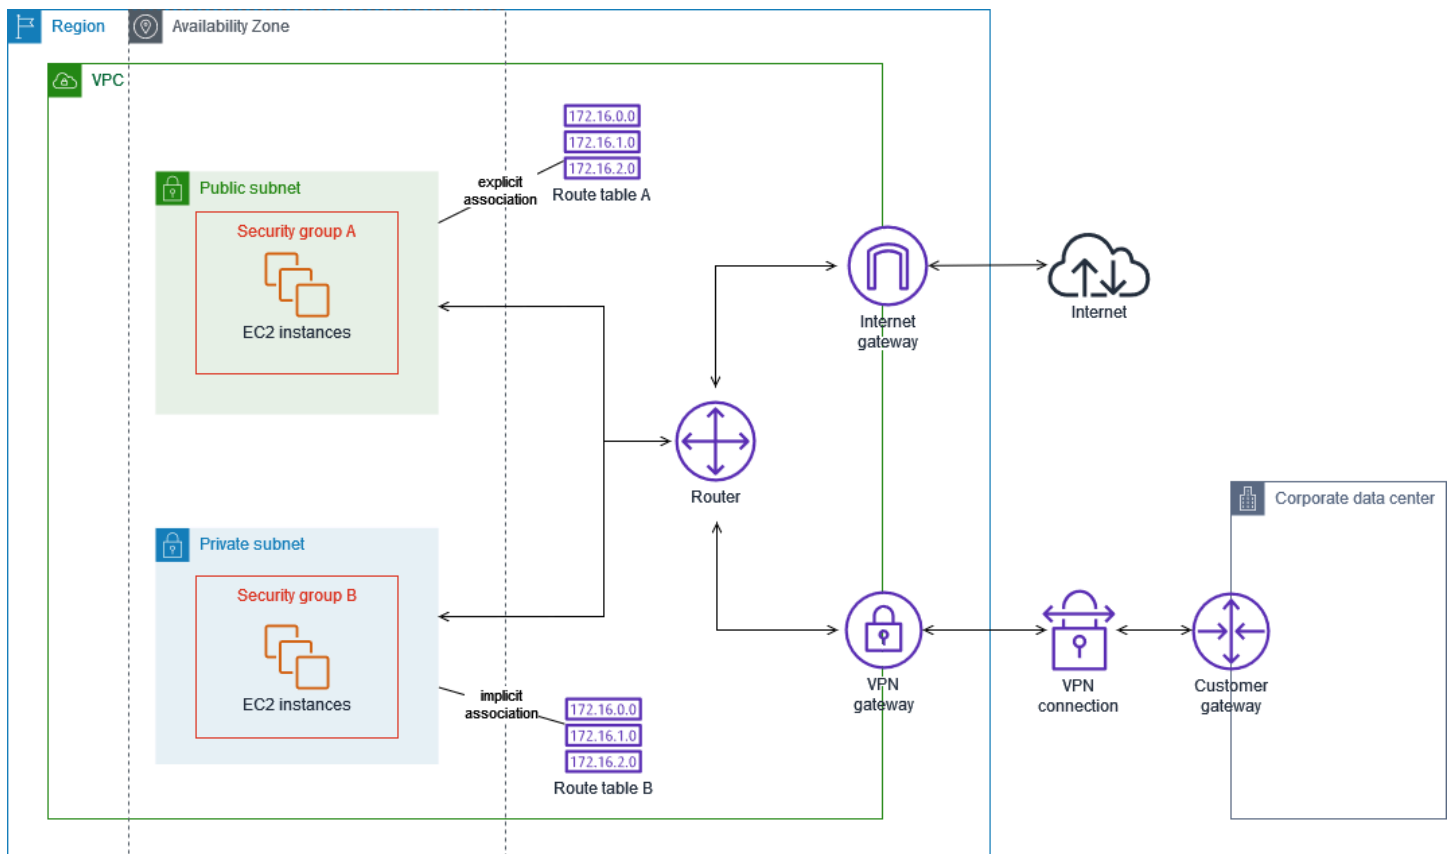 Region
Availability Zone
VPC
172.16.0.0
172.16.1.0
172.16.2.0
Route table A
explicit
association
Public subnet
Security group A
EC2 instances
Internet
gateway
Internet
Router
Corporate data center
Private subnet
Security group B
EC2 instances
implicit
association
172.16.0.0
172.16.1.0
172.16.2.0
Route table B
VPN
gateway
VPN
connection
Customer
gateway